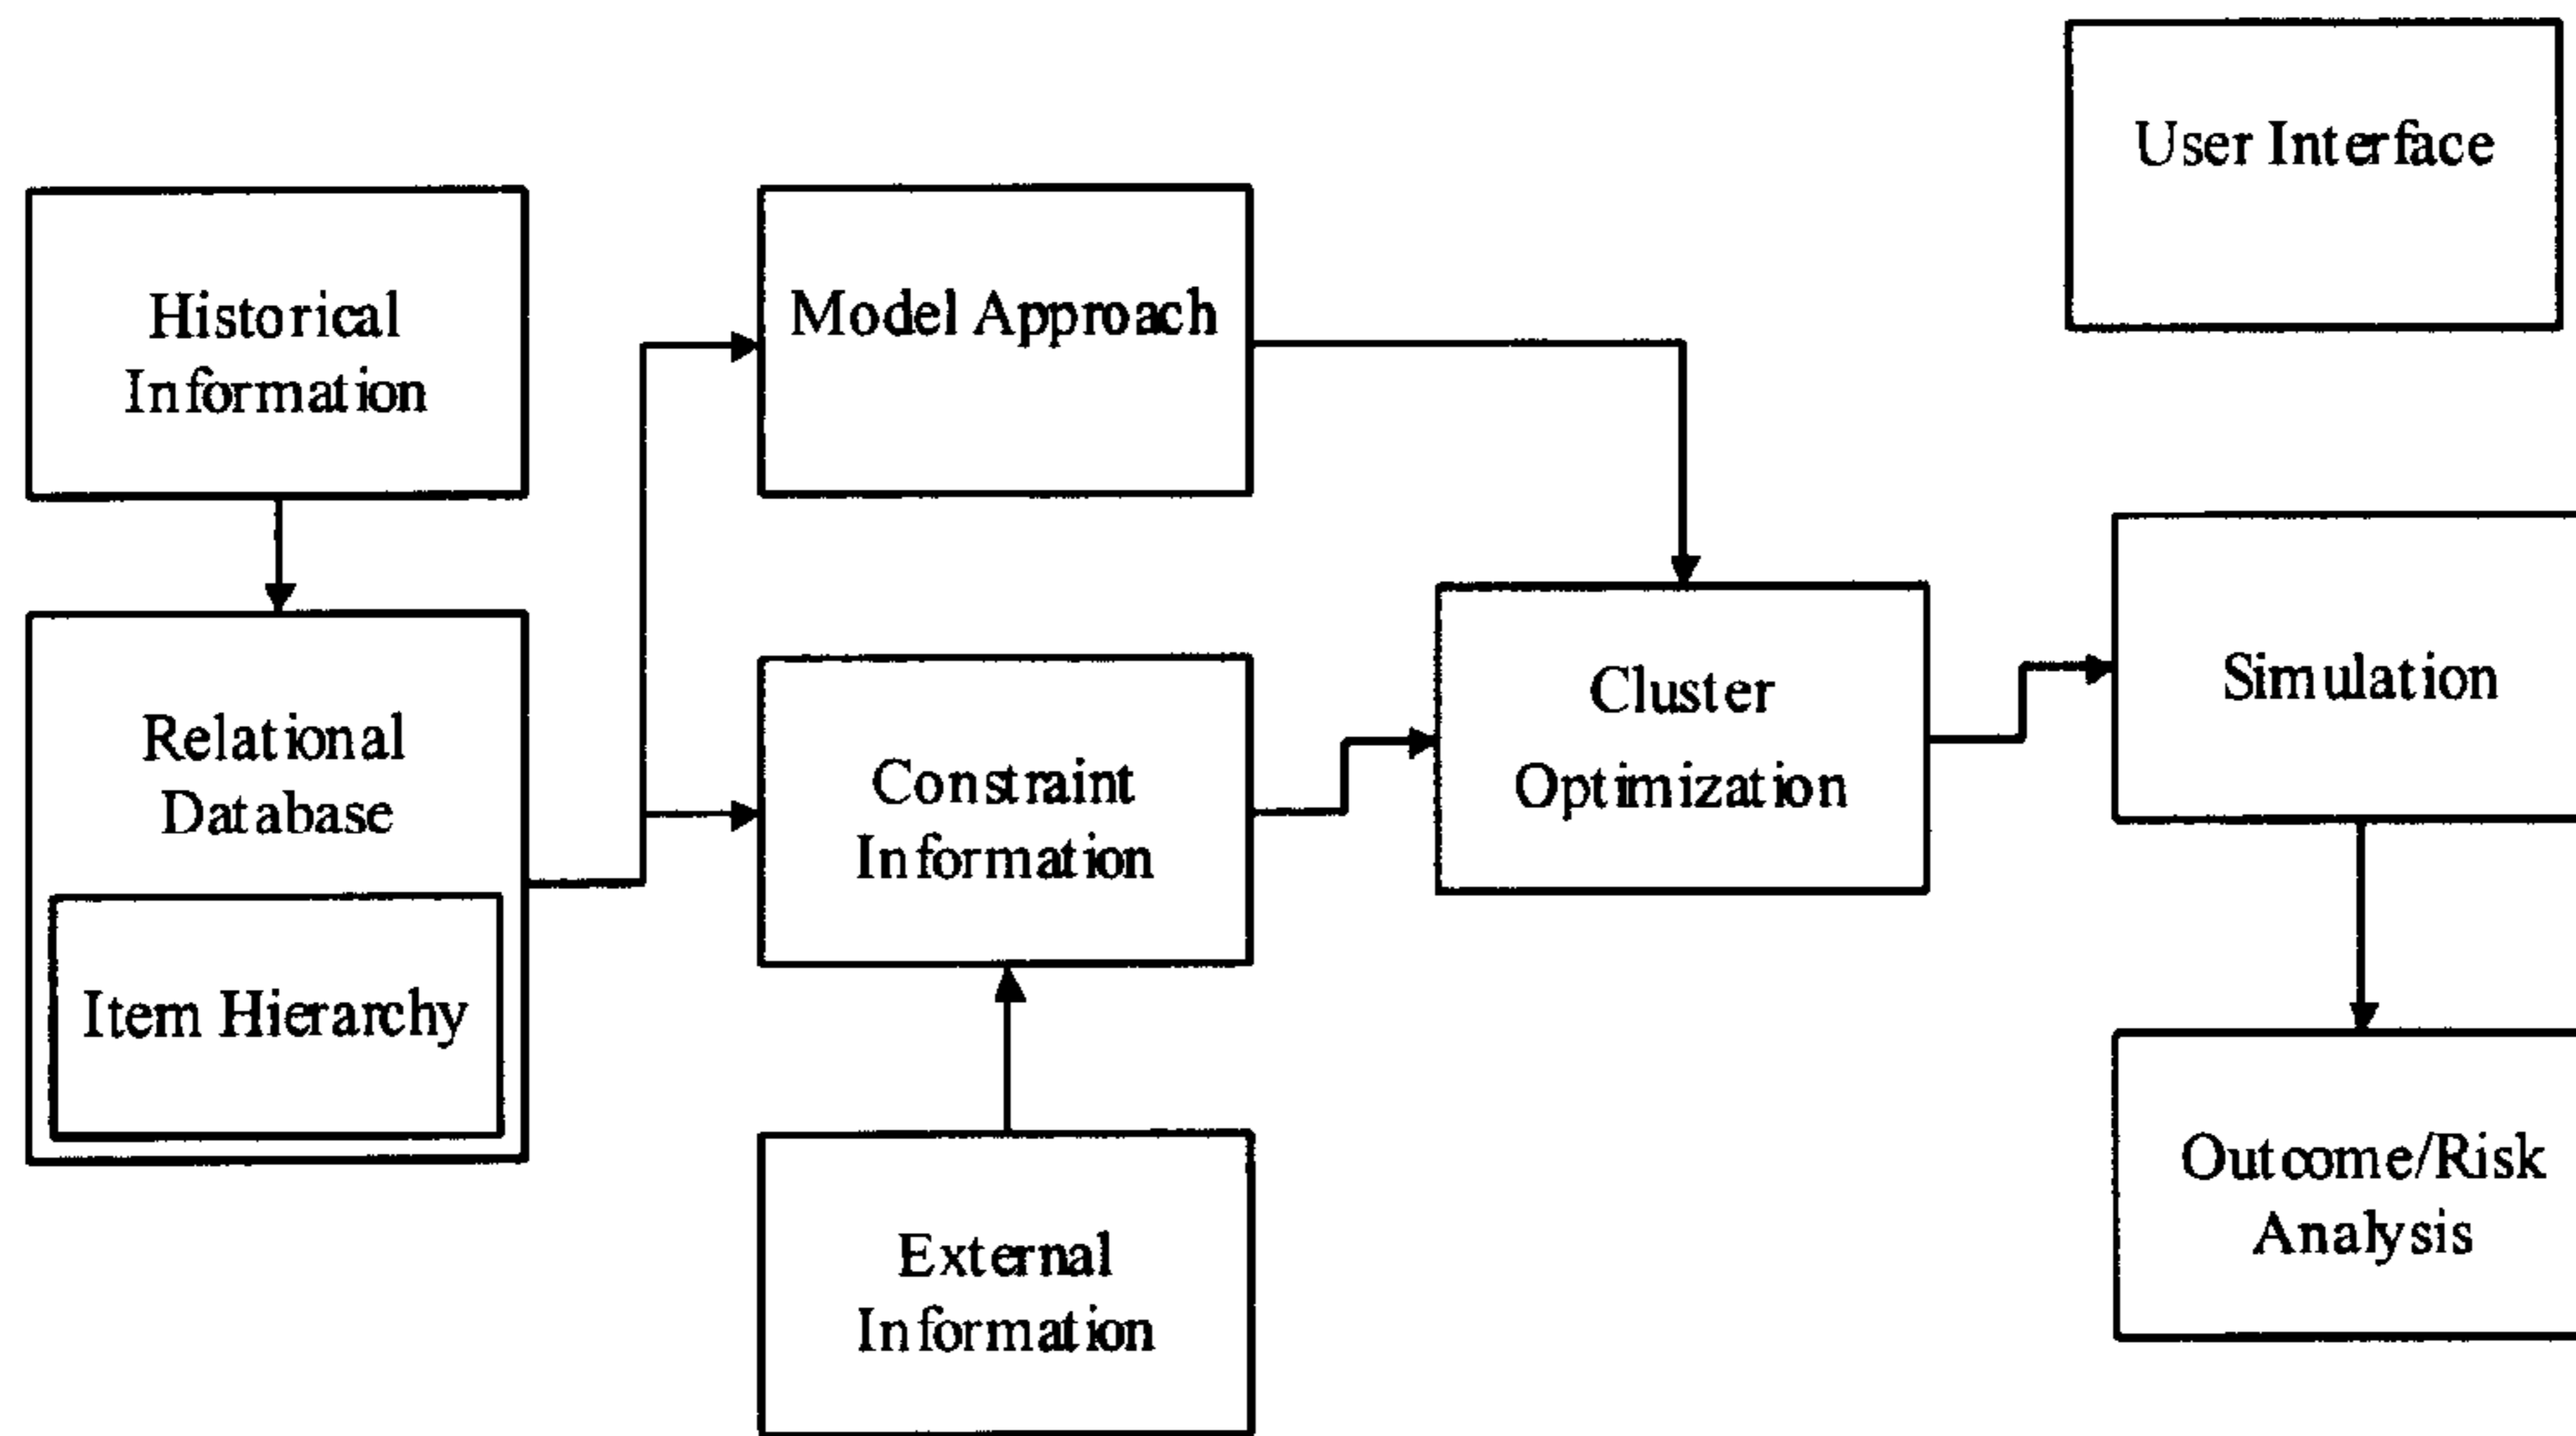 User Interface
Historical
Information
Model Approach
Relational
Database
Item Hierarchy
Constraint
Information
Cluster
Optimization
Simulation
External
Information
Outcome/Risk
Analysis